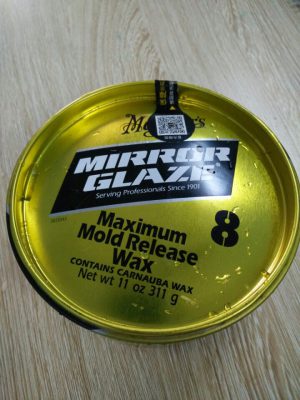 MIRROR
GLAZE
Serving Professionals Since 1901
Maximum
Mold Release
Wax
8
CONTAINS CARNAUBA WAX
Net wt 11 oz 311 g